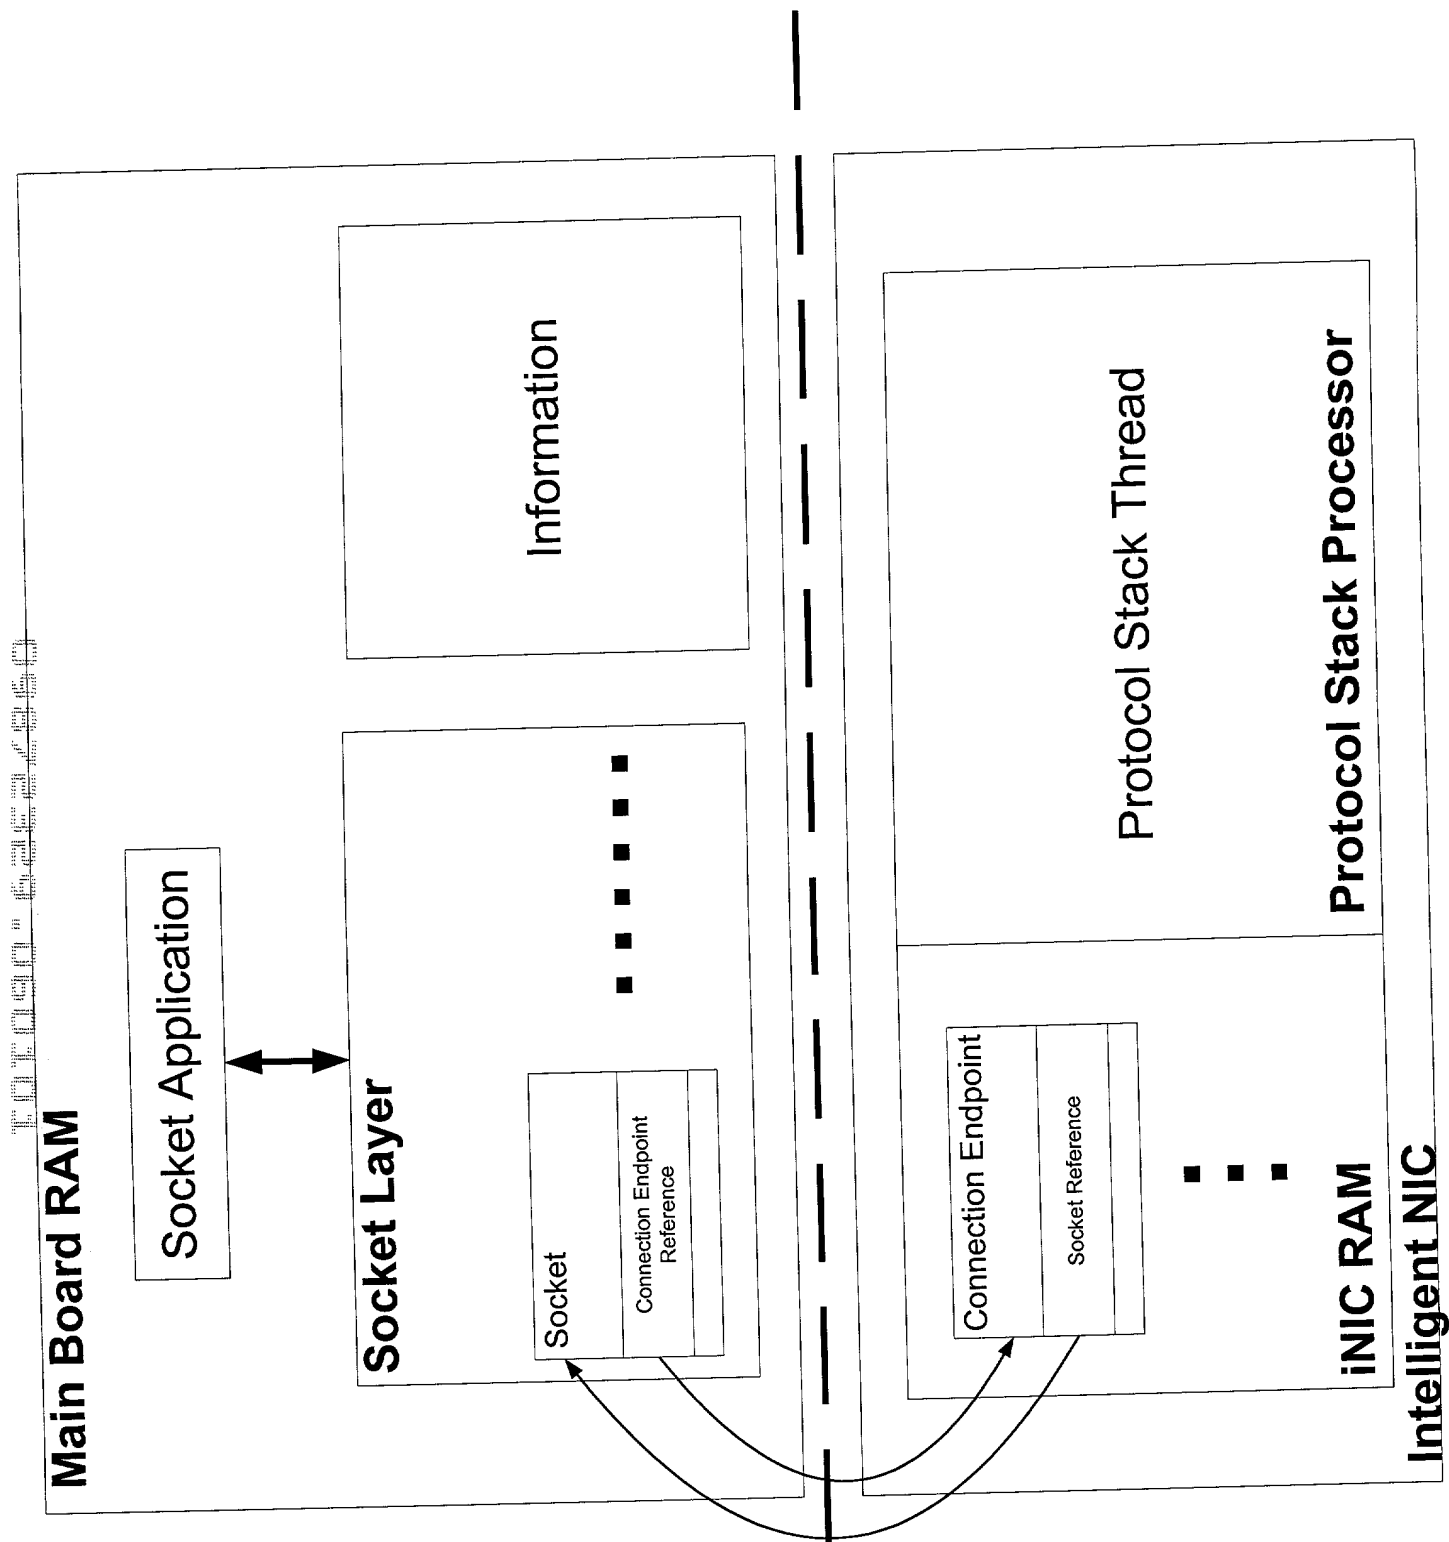 Main Board RAM
Socket Application
Socket Layer
Socket
Connection Endpoint
Reference
Information
Connection Endpoint
Socket Reference
iNIC RAM
Protocol Stack Thread
Protocol Stack Processor
Intelligent NIC